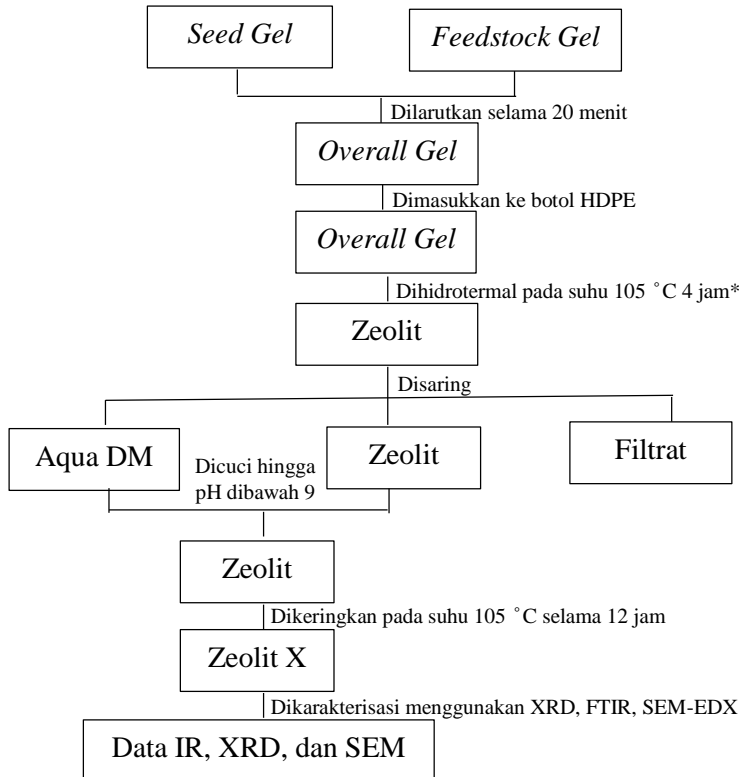 Seed Gel
Feedstock Gel
Dilarutkan selama 20 menit
Overall Gel
Dimasukkan ke botol HDPE
Overall Gel
Dihidrotermal pada suhu 105 ˚C 4 jam*
Zeolit
Disaring
Aqua DM
Dicuci hingga
pH dibawah 9
Zeolit
Filtrat
Zeolit
Dikeringkan pada suhu 105 ˚C selama 12 jam
Zeolit X
Dikarakterisasi menggunakan XRD, FTIR, SEM-EDX
Data IR, XRD, dan SEM